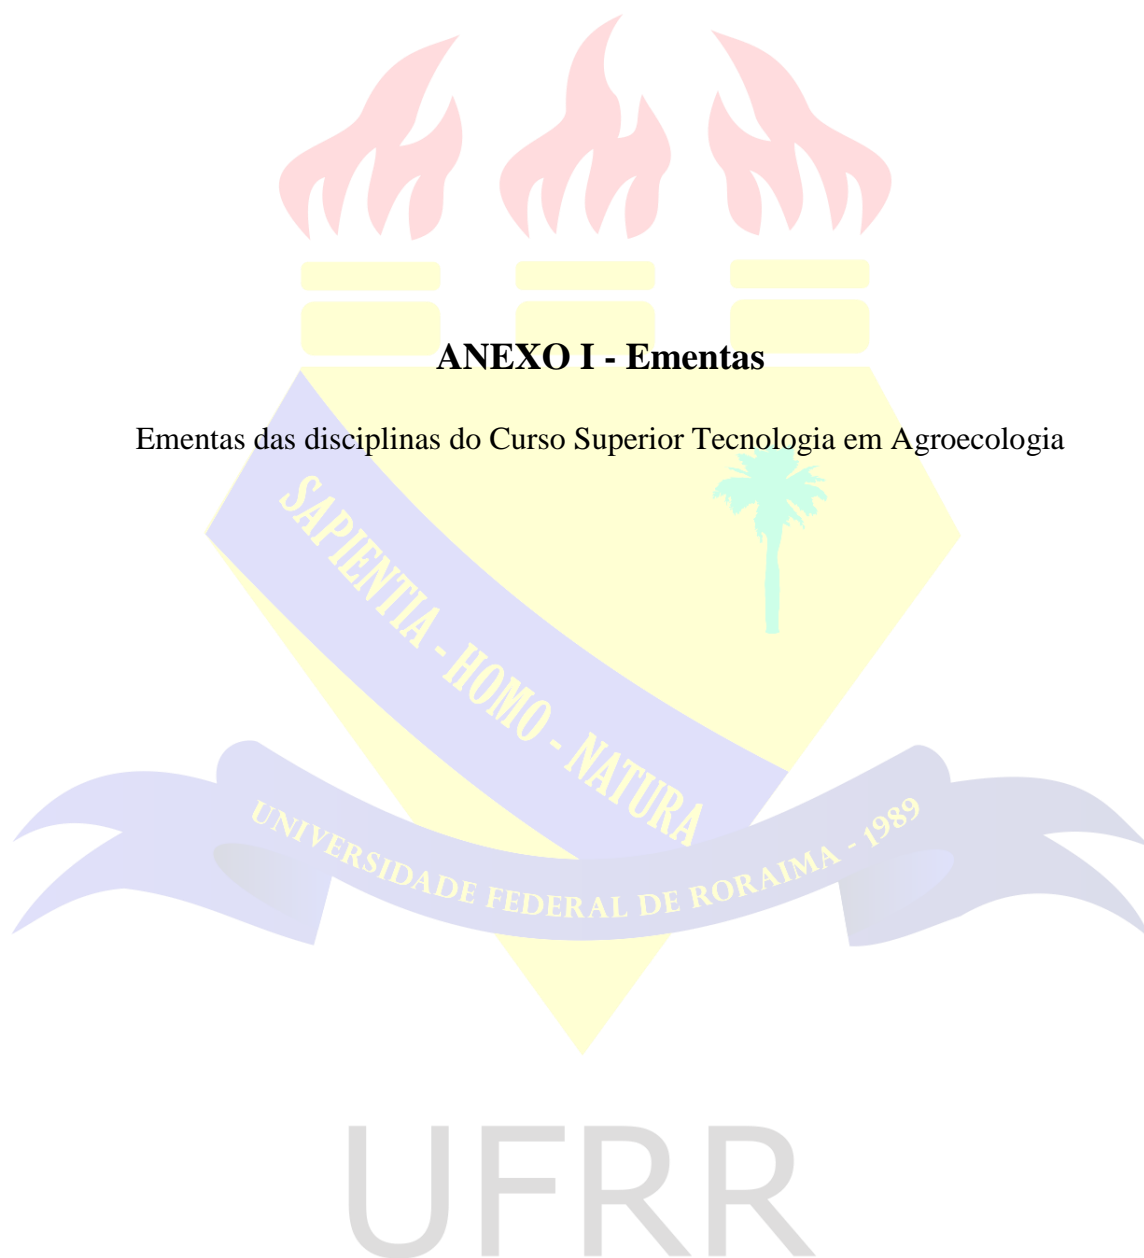 ANEXO I - Ementas
Ementas das disciplinas do Curso Superior Tecnologia em Agroecologia
SAPIENTIA - HOMO - NATURA
UNIVERSIDADE FEDERAL DE RORAIMA - 1989
UFRR